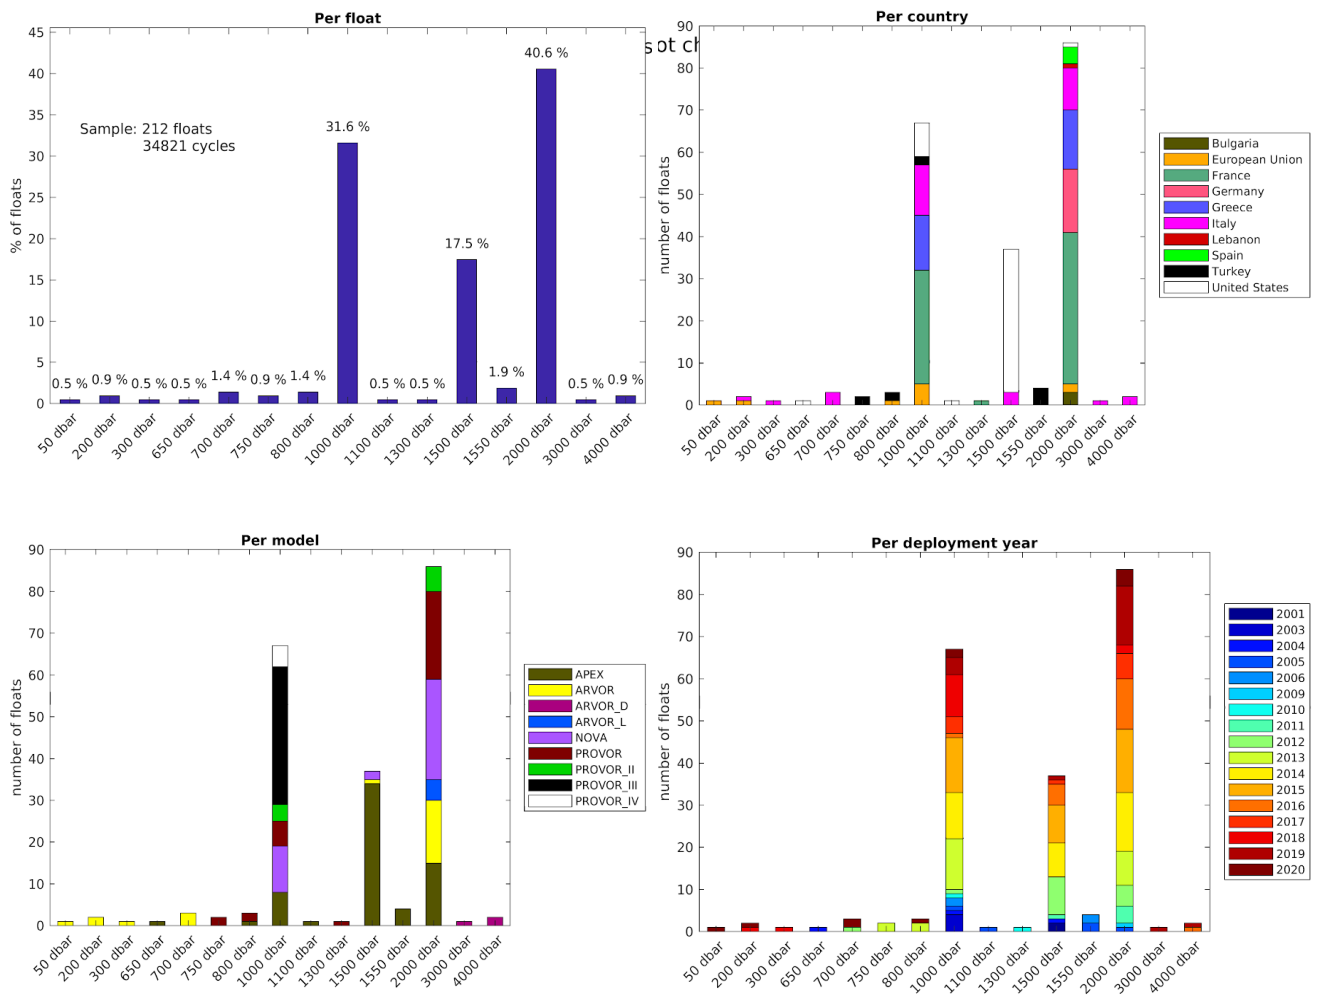 Per float
45
40
35
30
25
20
15
10
5
0
% of floats
Sample: 212 floats
34821 cycles
0.5 %
0.9 %
0.5 %
0.5 %
1.4 %
0.9 %
1.4 %
31.6 %
0.5 %
0.5 %
17.5 %
1.9 %
40.6 %
0.5 %
0.9 %
50 dbar
200 dbar
300 dbar
650 dbar
700 dbar
750 dbar
800 dbar
1000 dbar
1100 dbar
1300 dbar
1500 dbar
1550 dbar
2000 dbar
3000 dbar
4000 dbar
Per country
90
80
70
60
50
40
30
20
10
0
number of floats
50 dbar
200 dbar
300 dbar
650 dbar
700 dbar
750 dbar
800 dbar
1000 dbar
1100 dbar
1300 dbar
1500 dbar
1550 dbar
2000 dbar
3000 dbar
4000 dbar
Bulgaria
European Union
France
Germany
Greece
Italy
Lebanon
Spain
Turkey
United States
Per model
90
80
70
60
50
40
30
20
10
0
number of floats
50 dbar
200 dbar
300 dbar
650 dbar
700 dbar
750 dbar
800 dbar
1000 dbar
1100 dbar
1300 dbar
1500 dbar
1550 dbar
2000 dbar
3000 dbar
4000 dbar
APEX
ARVOR
ARVOR_D
ARVOR_L
NOVA
PROVOR
PROVOR_II
PROVOR_III
PROVOR_IV
Per deployment year
90
80
70
60
50
40
30
20
10
0
number of floats
50 dbar
200 dbar
300 dbar
650 dbar
700 dbar
750 dbar
800 dbar
1000 dbar
1100 dbar
1300 dbar
1500 dbar
1550 dbar
2000 dbar
3000 dbar
4000 dbar
2001
2003
2004
2005
2006
2009
2010
2011
2012
2013
2014
2015
2016
2017
2018
2019
2020